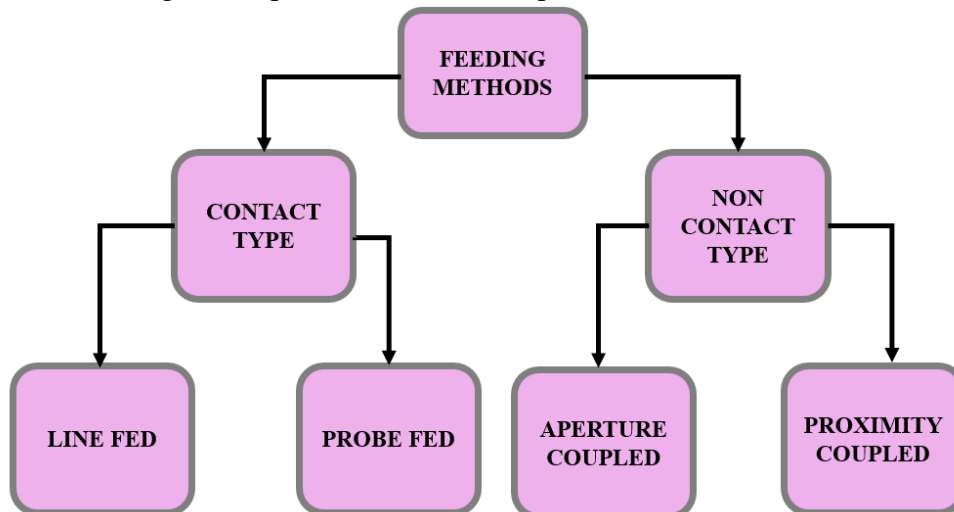 FEEDING
METHODS
CONTACT
TYPE
NON
CONTACT
TYPE
LINE FED
PROBE FED
APERTURE
COUPLED
PROXIMITY
COUPLED